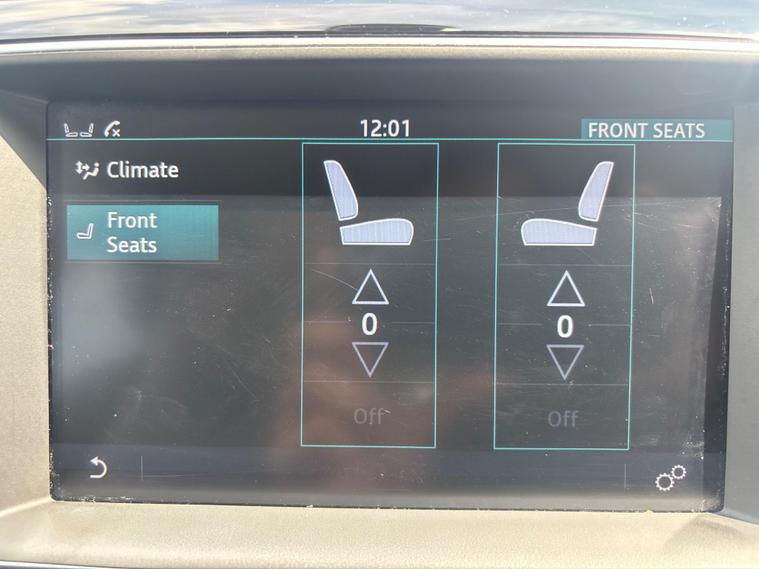 12:01
FRONT SEATS
Climate
Front
Seats
0
0
Off
Off